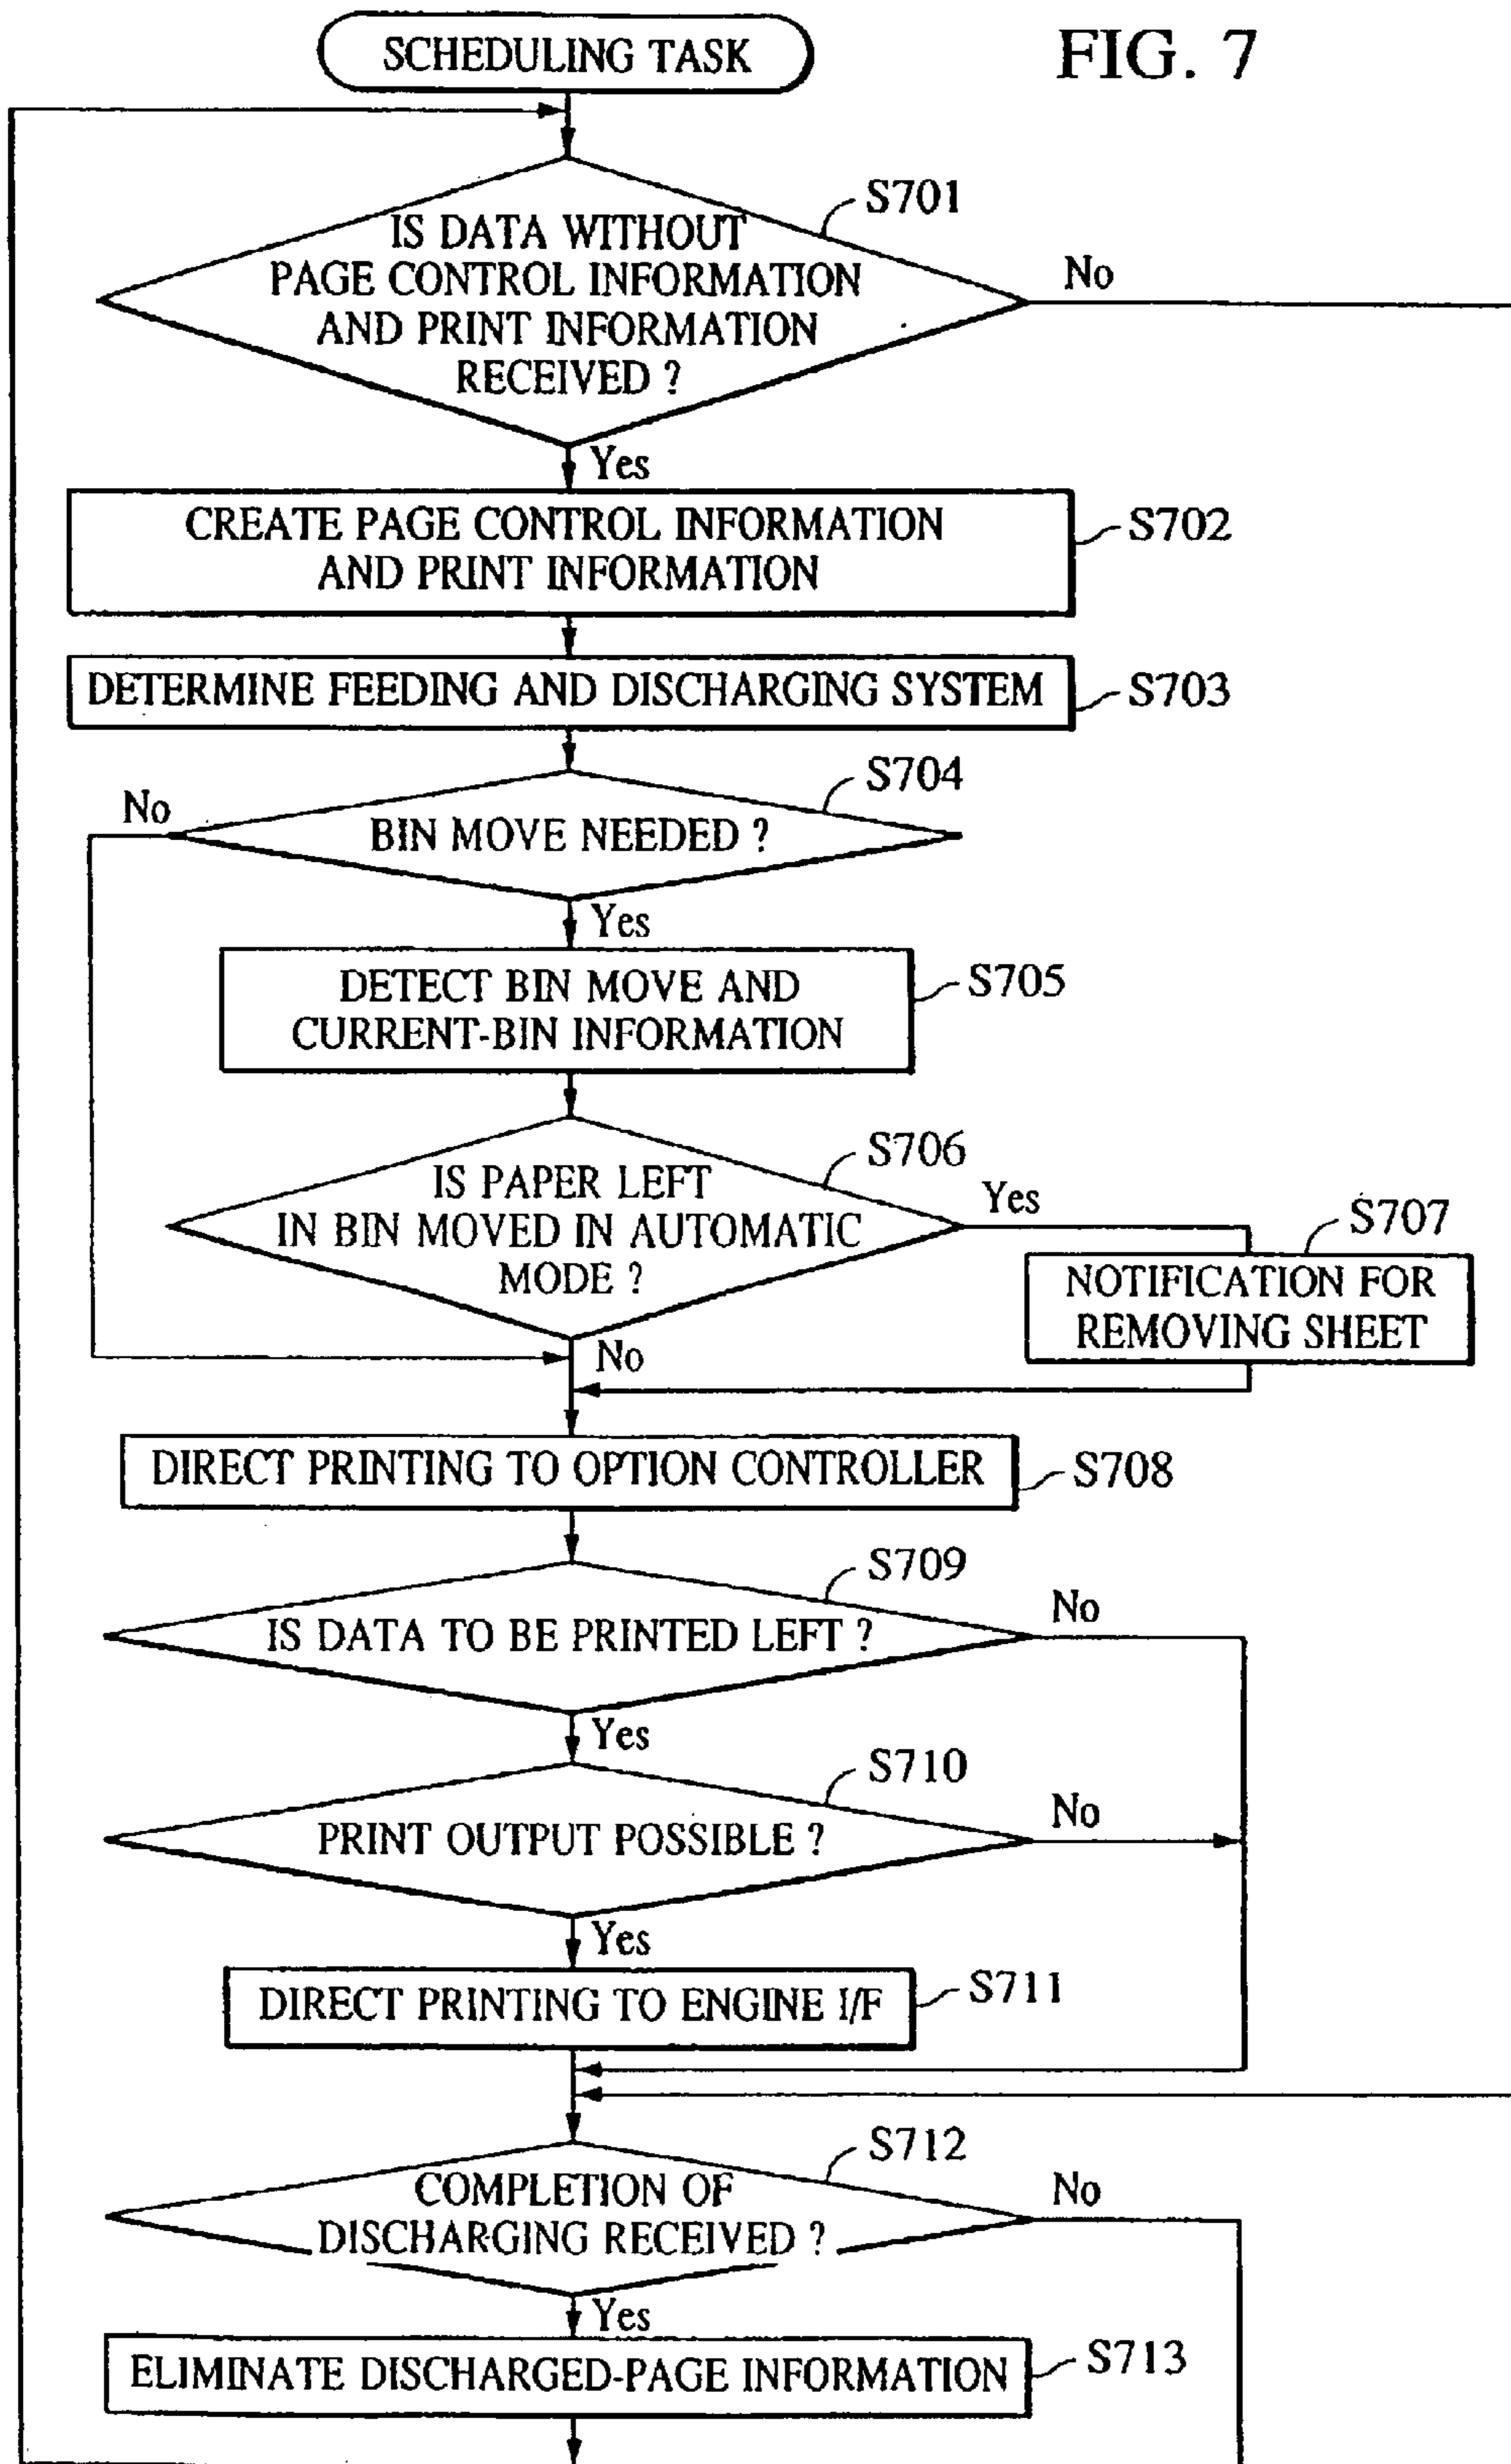 SCHEDULING TASK
FIG. 7
S701
IS DATA WITHOUT
PAGE CONTROL INFORMATION
AND PRINT INFORMATION
RECEIVED ?
No
Yes
CREATE PAGE CONTROL INFORMATION
AND PRINT INFORMATION
S702
DETERMINE FEEDING AND DISCHARGING SYSTEM
S703
S704
No
BIN MOVE NEEDED ?
Yes
DETECT BIN MOVE AND
CURRENT-BIN INFORMATION
S705
S706
IS PAPER LEFT
IN BIN MOVED IN AUTOMATIC
MODE ?
Yes
S707
NOTIFICATION FOR
REMOVING SHEET
No
DIRECT PRINTING TO OPTION CONTROLLER
S708
S709
IS DATA TO BE PRINTED LEFT ?
No
Yes
S710
PRINT OUTPUT POSSIBLE ?
No
Yes
DIRECT PRINTING TO ENGINE I/F
S711
S712
COMPLETION OF
DISCHARGING RECEIVED ?
No
Yes
ELIMINATE DISCHARGED-PAGE INFORMATION
S713